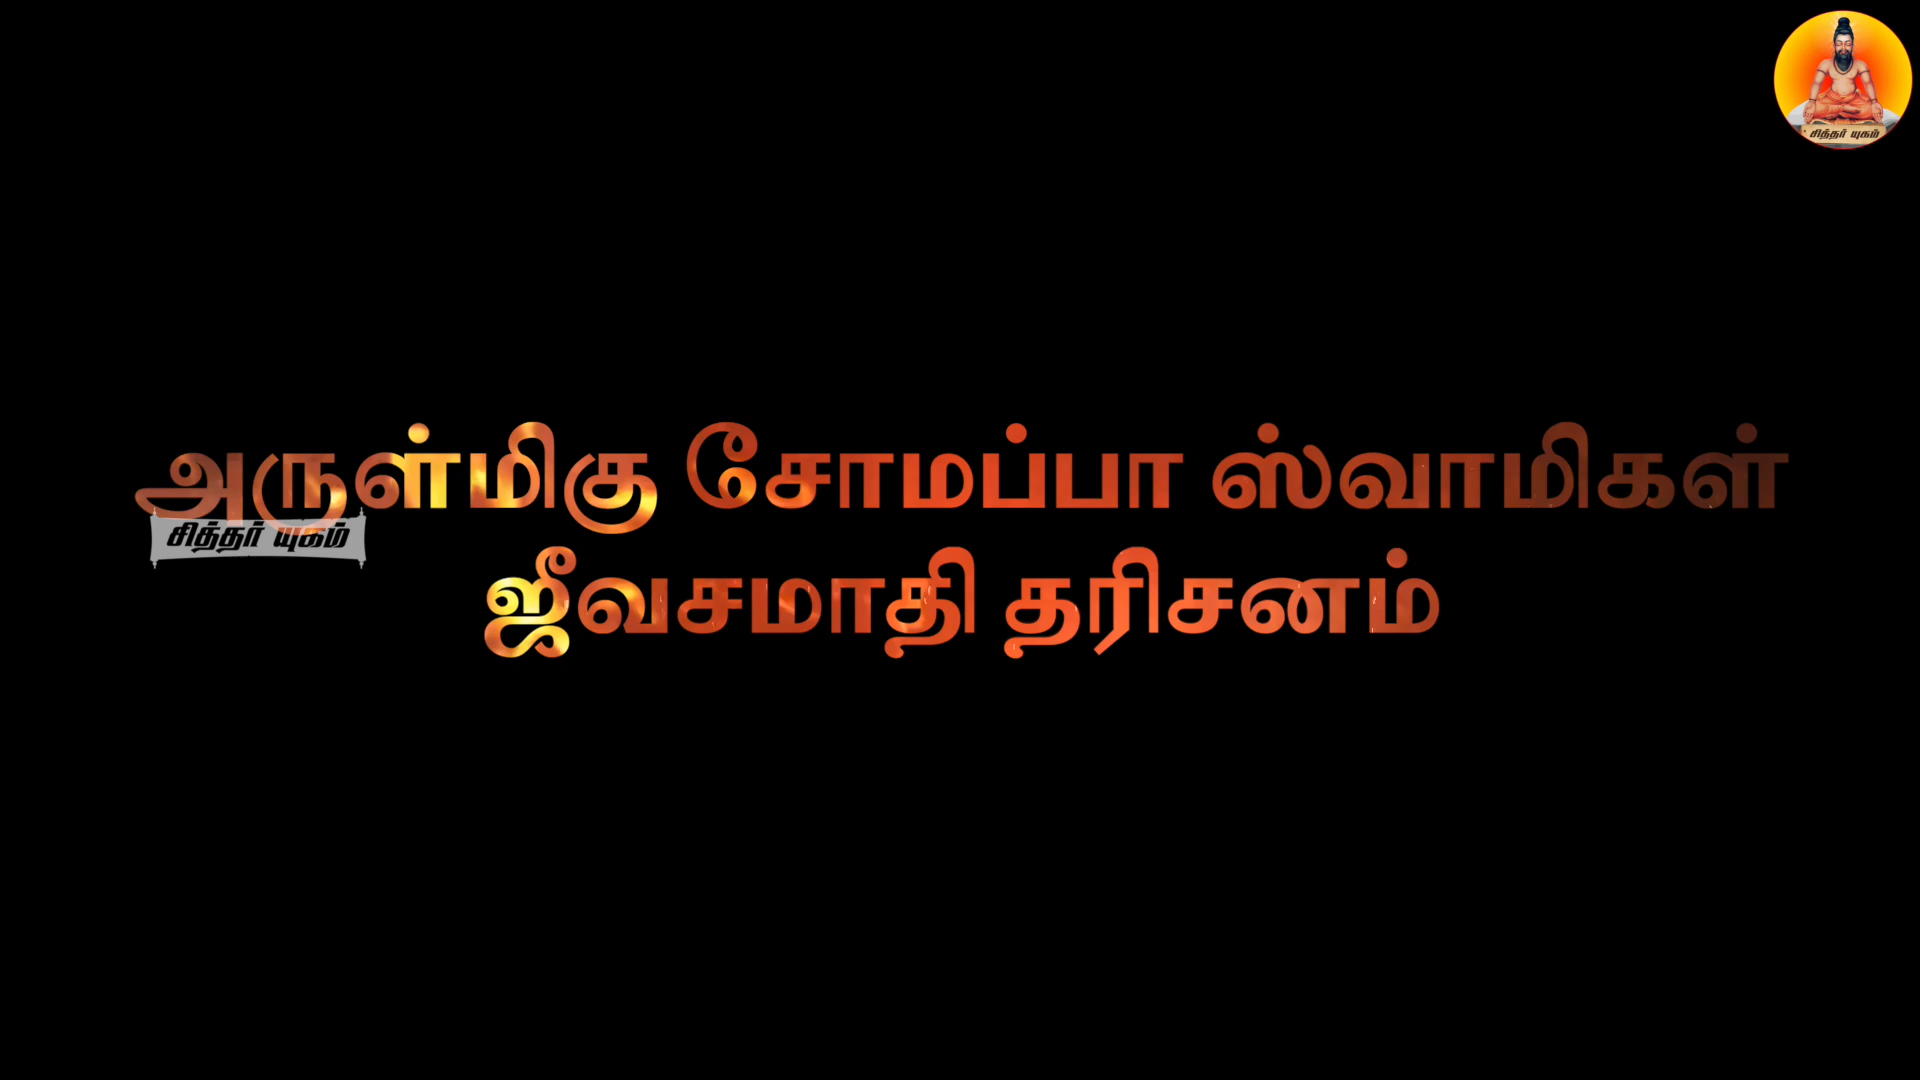 சித்தர் யுகம்
அருள்மிகு சோமப்பா ஸ்வாமிகள்
சித்தர் யுகம்
ஜீவசமாதி தரிசனம்